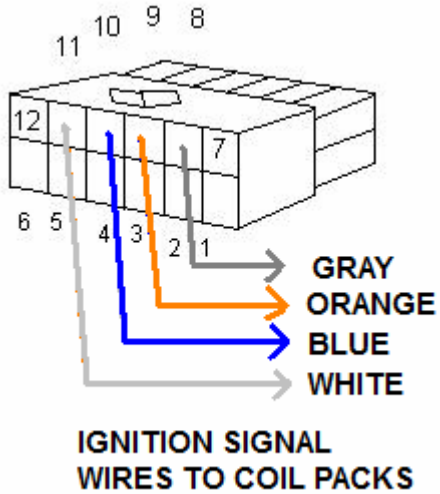 10 9 8
11
12
7
6 5 4 3 2 1
GRAY
ORANGE
BLUE
WHITE
IGNITION SIGNAL
WIRES TO COIL PACKS